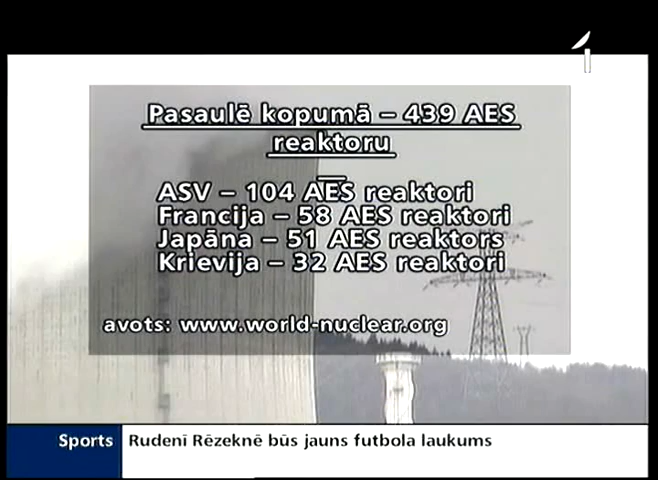 1
Pasaulē kopumā – 439 AES
reaktoru
ASV – 104 AES reaktori
Francija – 58 AES reaktori
Japāna – 51 AES reaktors
Krievija – 32 AES reaktori
avots: www.world-nuclear.org
Sports Rudenī Rēzeknē būs jauns futbola laukums